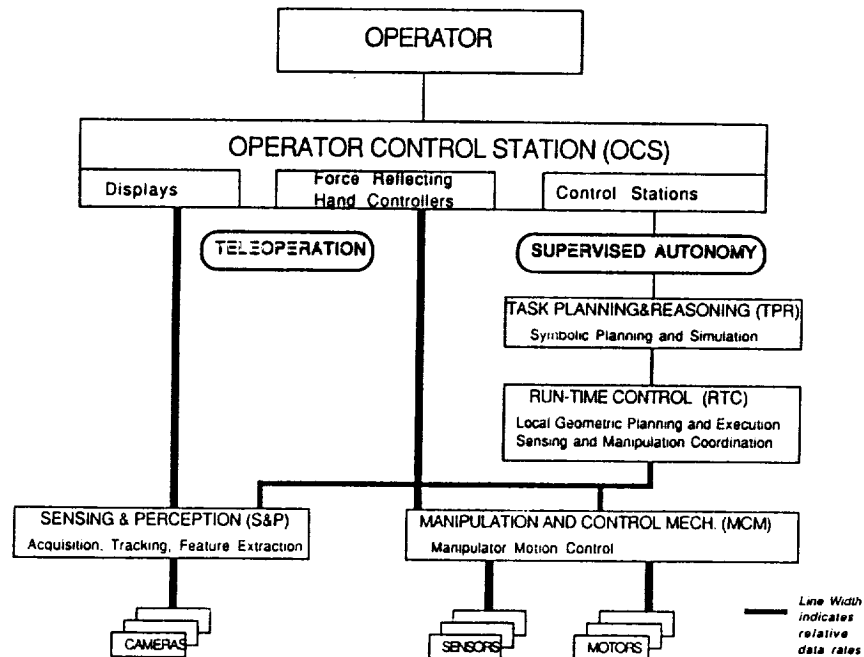 OPERATOR
OPERATOR CONTROL STATION (OCS)
Displays
Force Reflecting
Hand Controllers
Control Stations
TELEOPERATION
SUPERVISED AUTONOMY
TASK PLANNING&REASONING (TPR)
Symbolic Planning and Simulation
RUN-TIME CONTROL (RTC)
Local Geometric Planning and Execution
Sensing and Manipulation Coordination
SENSING & PERCEPTION (S&P)
Acquisition, Tracking, Feature Extraction
MANIPULATION AND CONTROL MECH. (MCM)
Manipulator Motion Control
CAMERAS
SENSORS
MOTORS
Line Width
indicates
relative
data rates